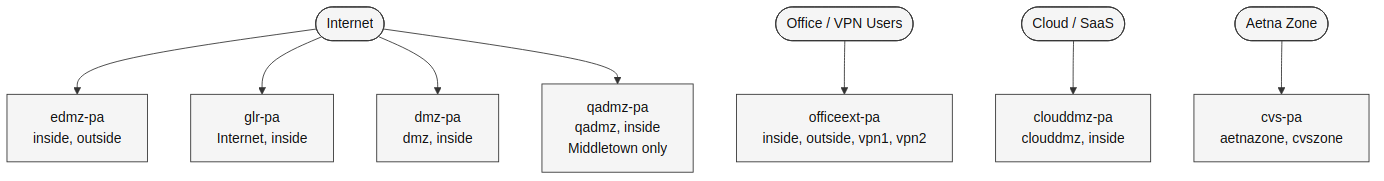 Internet
Office / VPN Users
Cloud / SaaS
Aetna Zone
edmz-pa
inside, outside
glr-pa
Internet, inside
dmz-pa
dmz, inside
qadmz-pa
qadmz, inside
Middletown only
officeext-pa
inside, outside, vpn1, vpn2
clouddmz-pa
clouddmz, inside
cvs-pa
aetnazone, cvszone